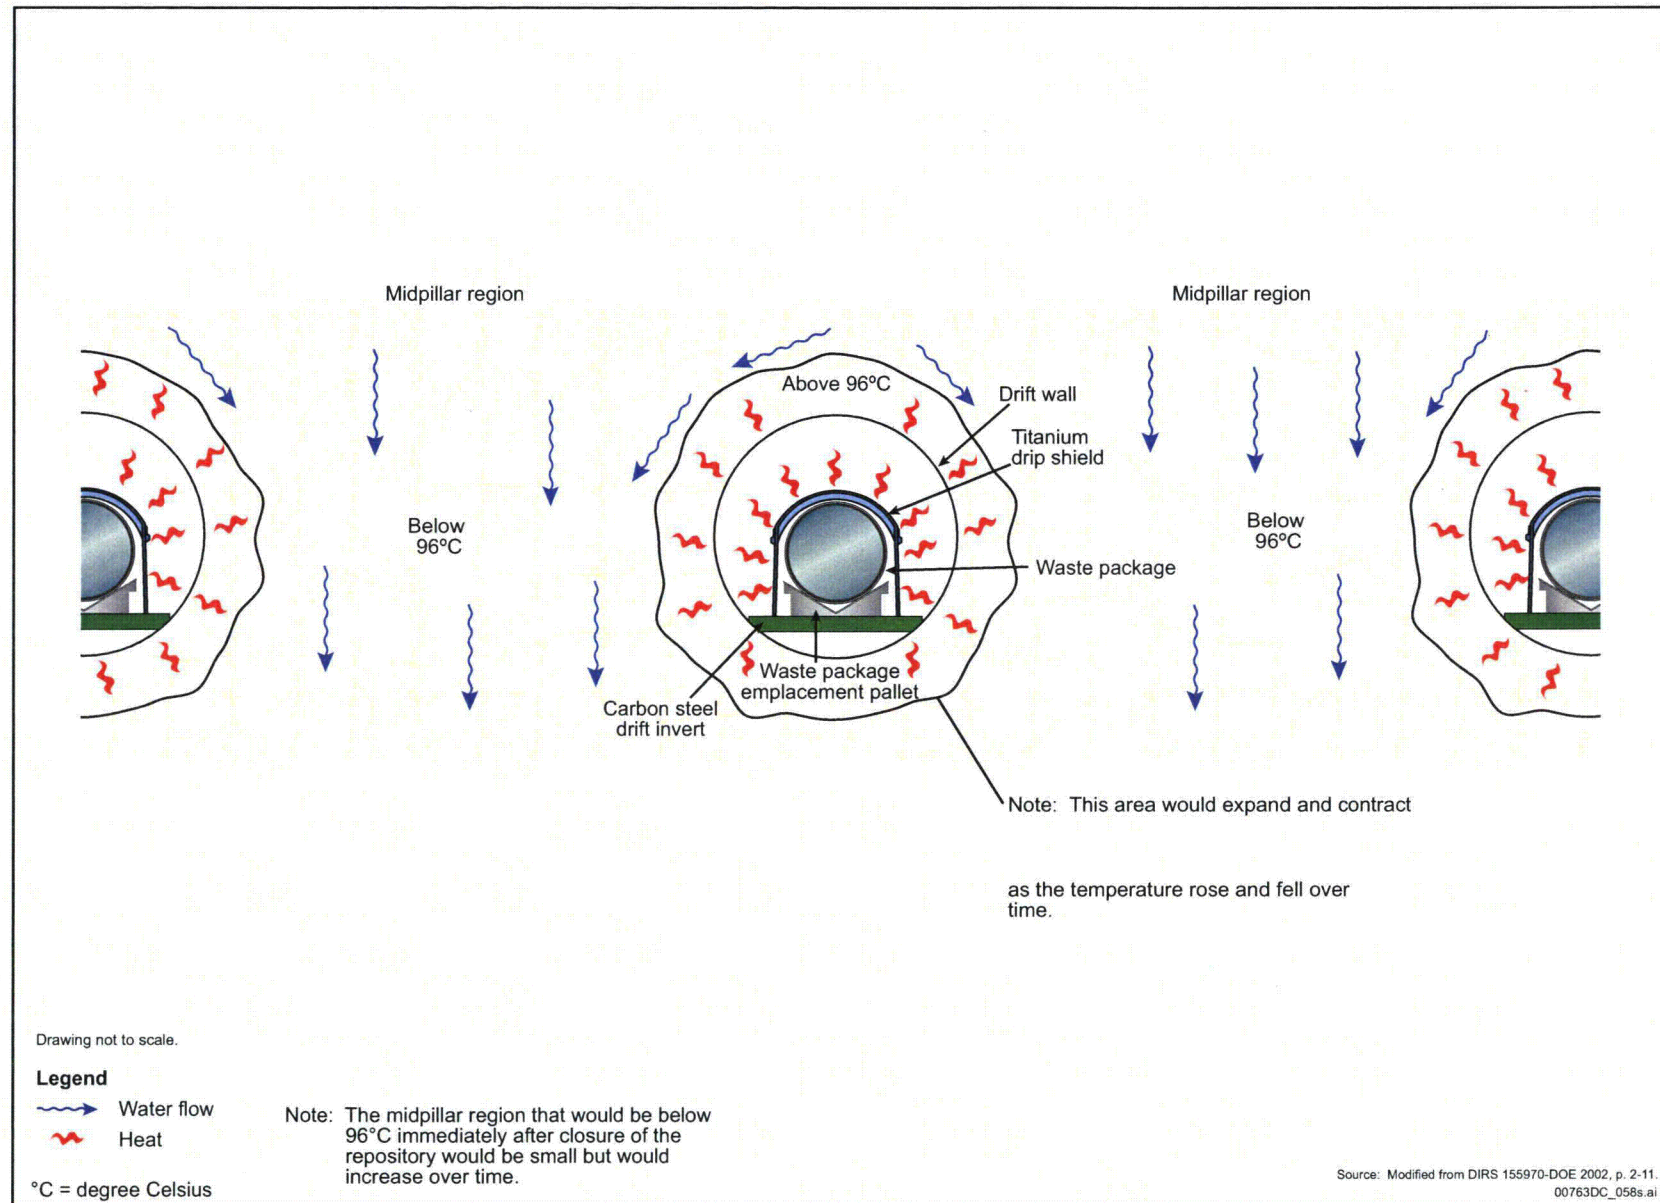 Midpillar region
Midpillar region
Above 96°C
Drift wall
Titanium
drip shield
Below
96°C
Below
96°C
Waste package
Waste package
emplacement pallet
Carbon steel
drift invert
Note: This area would expand and contract
as the temperature rose and fell over
time.
Drawing not to scale.
Legend
Water flow
Heat
°C = degree Celsius
Note: The midpillar region that would be below
96°C immediately after closure of the
repository would be small but would
increase over time.
Source: Modified from DIRS 155970-DOE 2002, p. 2-11.
00763DC_058s.ai